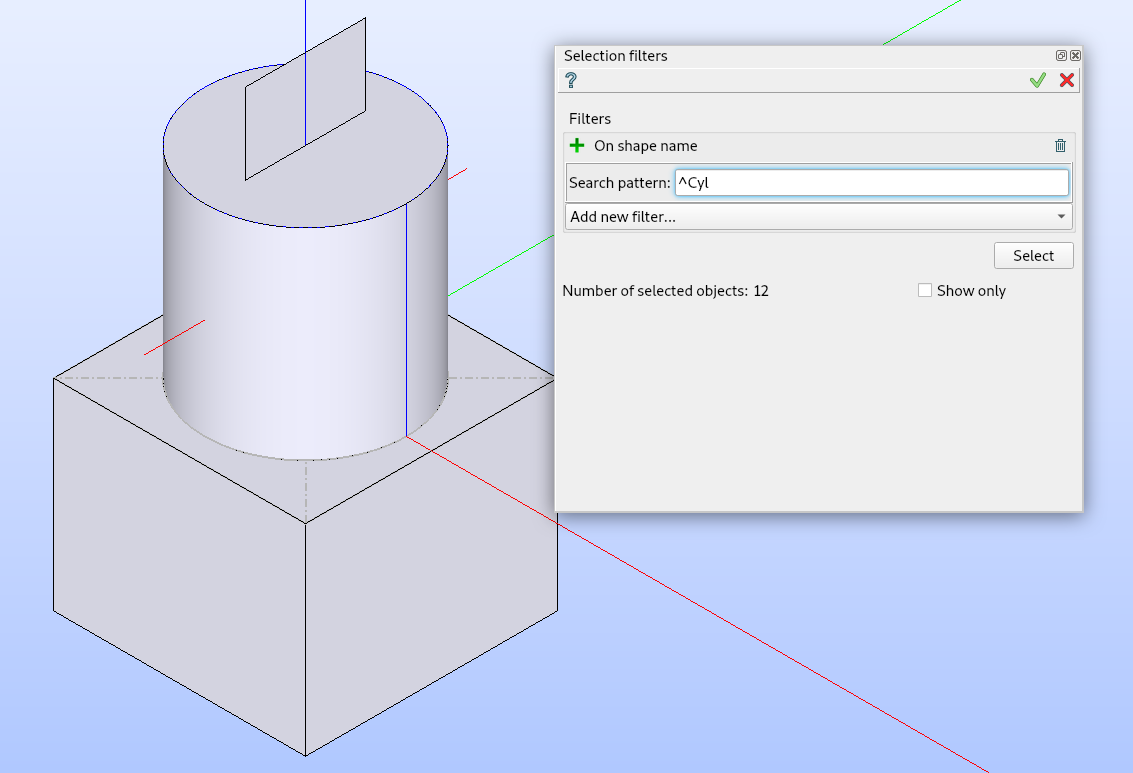 Selection filters
?
Filters
On shape name
Search pattern: ^Cyl
Add new filter...
Select
Number of selected objects: 12
Show only